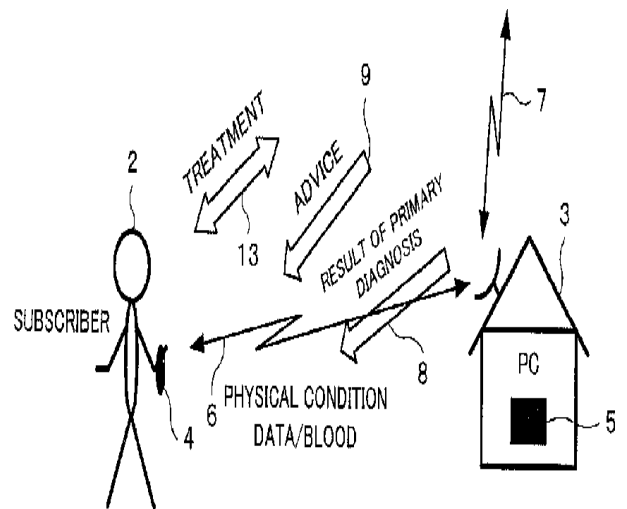 9
7
2
TREATMENT
ADVICE
13
3
RESULT OF PRIMARY
DIAGNOSIS
SUBSCRIBER
PC
8
6
PHYSICAL CONDITION
DATA/BLOOD
4
5